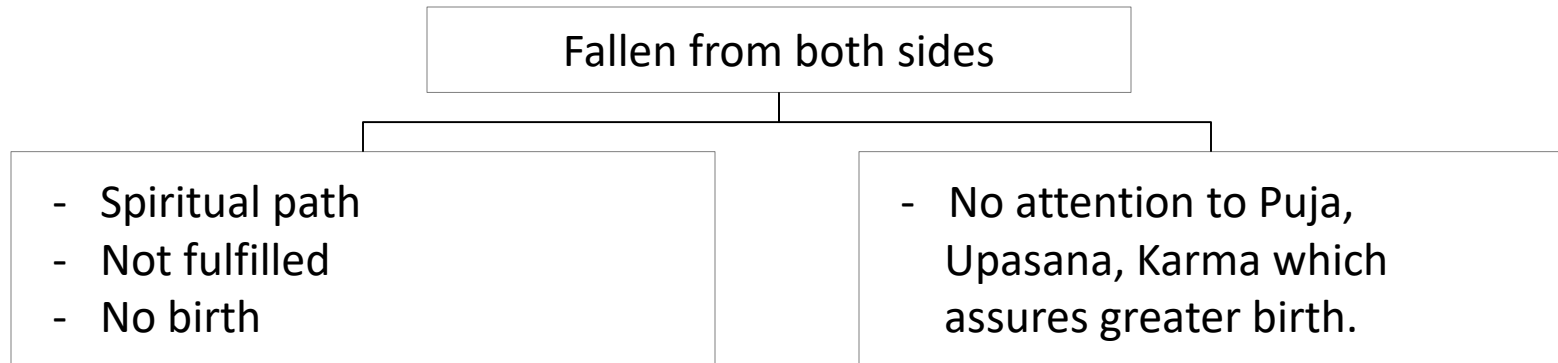 Fallen from both sides
- Spiritual path
- Not fulfilled
- No birth
- No attention to Puja,
Upasana, Karma which
assures greater birth.